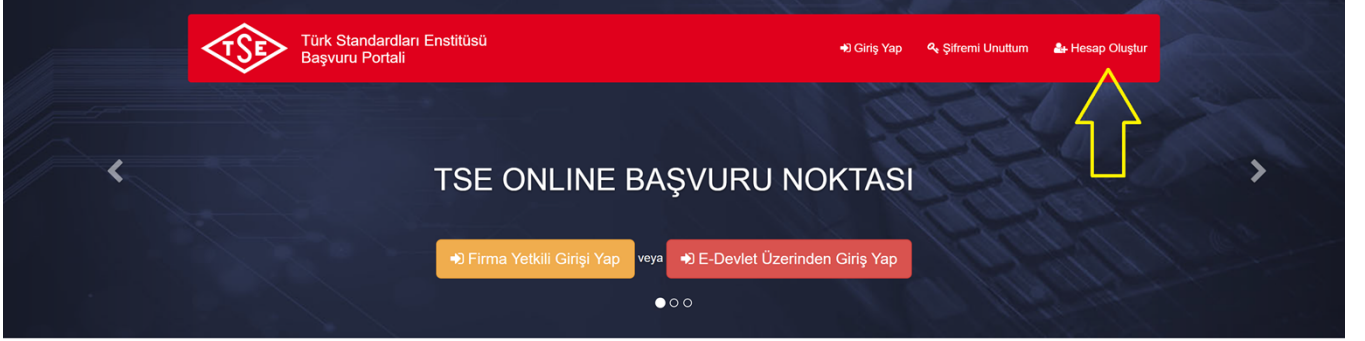 TSE
Türk Standardları Enstitüsü
Başvuru Portali
Giriş Yap
Şifremi Unuttum
Hesap Oluştur
TSE ONLINE BAŞVURU NOKTASI
Firma Yetkili Girişi Yap
veya
E-Devlet Üzerinden Giriş Yap